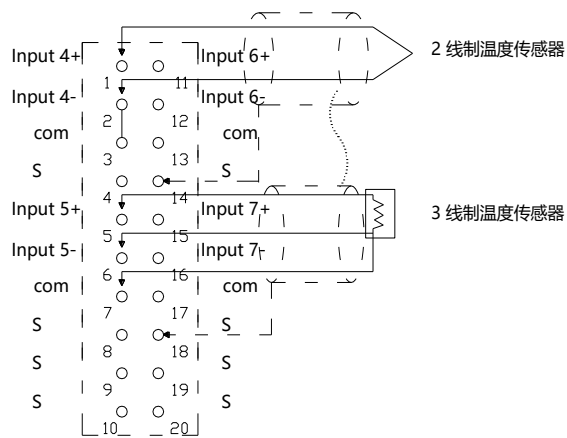 Input 4+ Input 6+ 2 线制温度传感器
1 11
Input 4- Input 6-
2 12
com com
3 13
S S
4 14
Input 5+ Input 7+ 3 线制温度传感器
5 15
Input 5- Input 7-
6 16
com com
7 17
S S
8 18
S S
9 19
S S
10 20